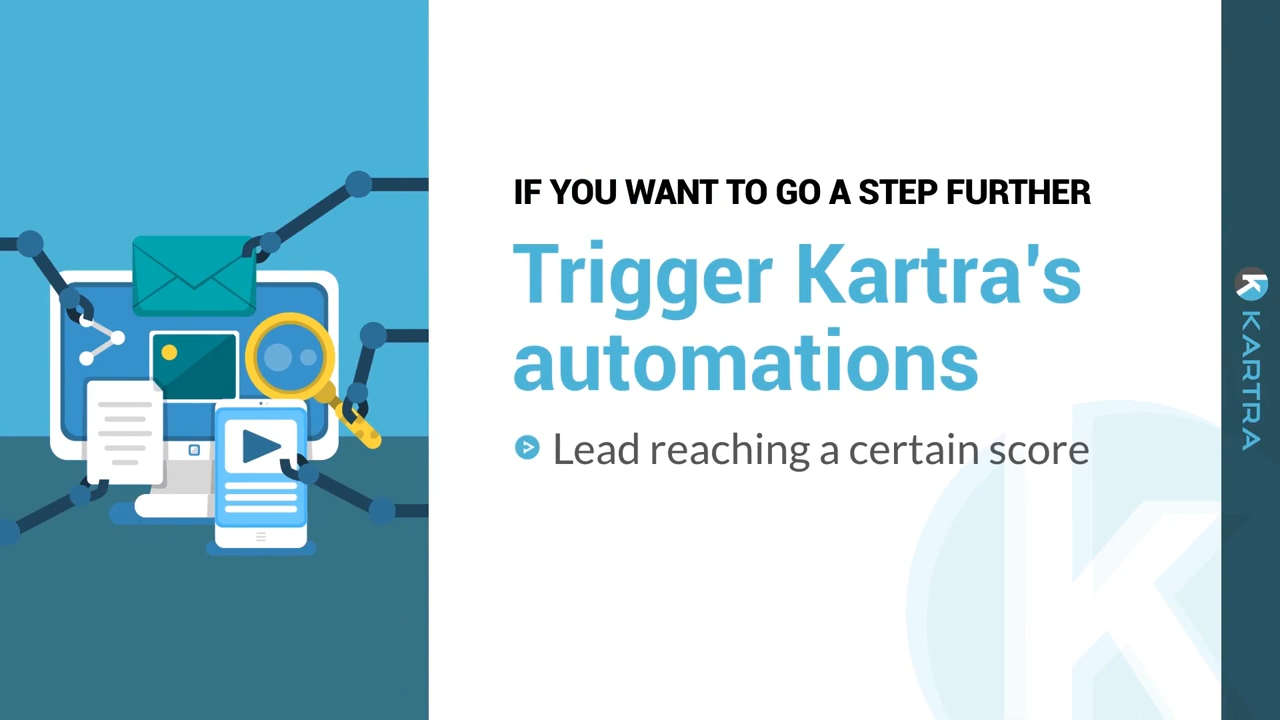 IF YOU WANT TO GO A STEP FURTHER
Trigger Kartra's
automations
Lead reaching a certain score
KARTRA